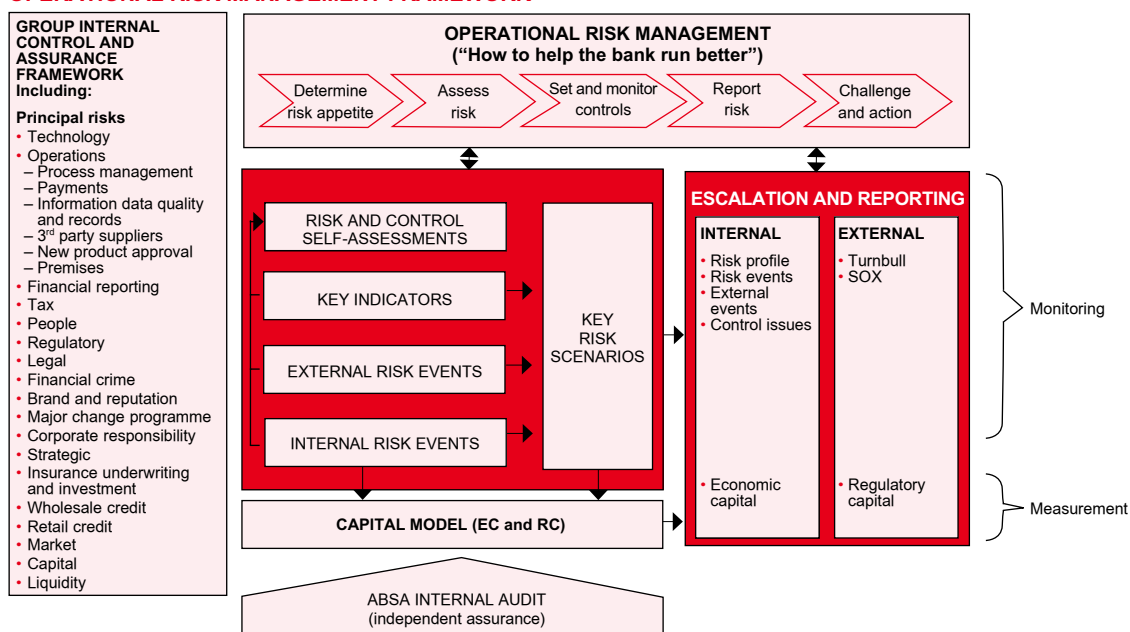 GROUP INTERNAL
CONTROL AND
ASSURANCE
FRAMEWORK
Including:
Principal risks
• Technology
• Operations
– Process management
– Payments
– Information data quality
and records
– 3rd party suppliers
– New product approval
– Premises
• Financial reporting
• Tax
• People
• Regulatory
• Legal
• Financial crime
• Brand and reputation
• Major change programme
• Corporate responsibility
• Strategic
• Insurance underwriting
and investment
• Wholesale credit
• Retail credit
• Market
• Capital
• Liquidity
OPERATIONAL RISK MANAGEMENT
(“How to help the bank run better”)
Determine
risk appetite
Assess
risk
Set and monitor
controls
Report
risk
Challenge
and action
RISK AND CONTROL
SELF-ASSESSMENTS
KEY INDICATORS
EXTERNAL RISK EVENTS
INTERNAL RISK EVENTS
KEY
RISK
SCENARIOS
ESCALATION AND REPORTING
INTERNAL
• Risk profile
• Risk events
• External
events
• Control issues
• Economic
capital
EXTERNAL
• Turnbull
• SOX
• Regulatory
capital
Monitoring
Measurement
CAPITAL MODEL (EC and RC)
ABSA INTERNAL AUDIT
(independent assurance)